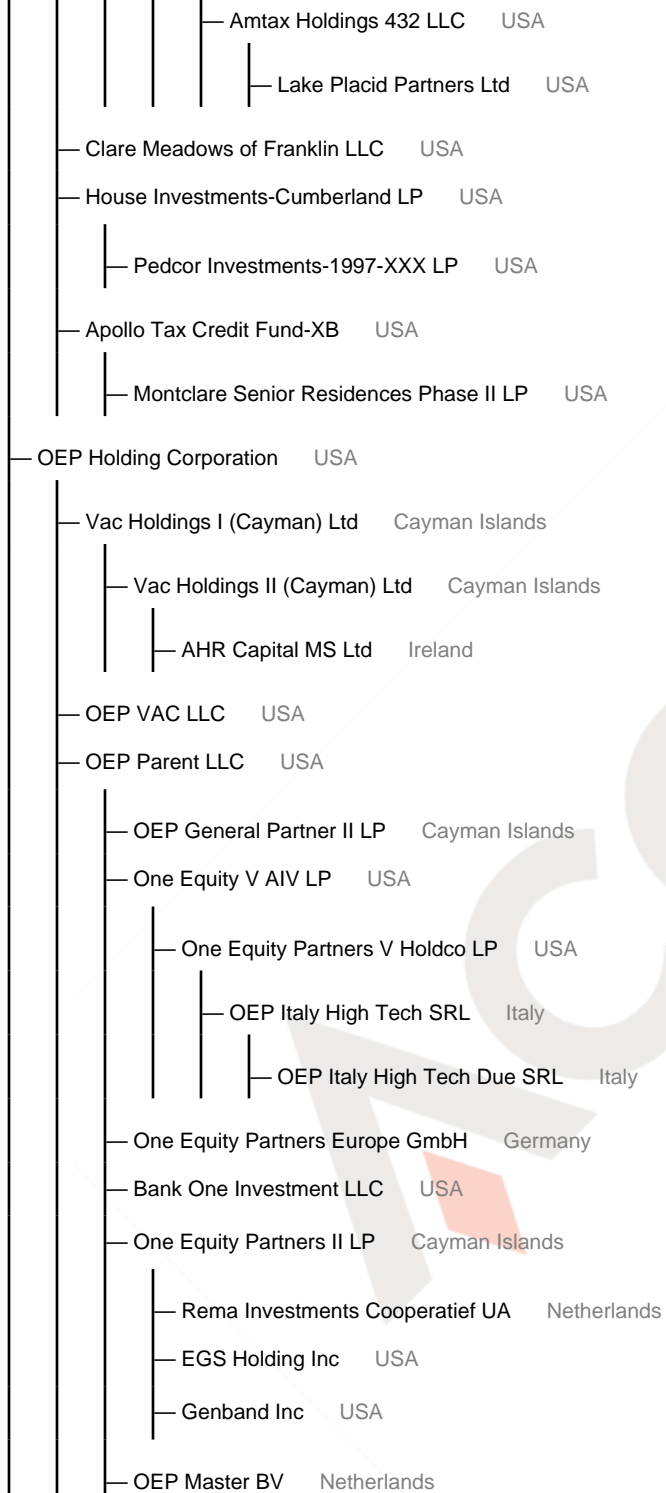 Amtax Holdings 432 LLC USA
Lake Placid Partners Ltd USA
Clare Meadows of Franklin LLC USA
House Investments-Cumberland LP USA
Pedcor Investments-1997-XXX LP USA
Apollo Tax Credit Fund-XB USA
Montclare Senior Residences Phase II LP USA
OEP Holding Corporation USA
Vac Holdings I (Cayman) Ltd Cayman Islands
Vac Holdings II (Cayman) Ltd Cayman Islands
AHR Capital MS Ltd Ireland
OEP VAC LLC USA
OEP Parent LLC USA
OEP General Partner II LP Cayman Islands
One Equity V AIV LP USA
One Equity Partners V Holdco LP USA
OEP Italy High Tech SRL Italy
OEP Italy High Tech Due SRL Italy
One Equity Partners Europe GmbH Germany
Bank One Investment LLC USA
One Equity Partners II LP Cayman Islands
Rema Investments Cooperatief UA Netherlands
EGS Holding Inc USA
Genband Inc USA
OEP Master BV Netherlands